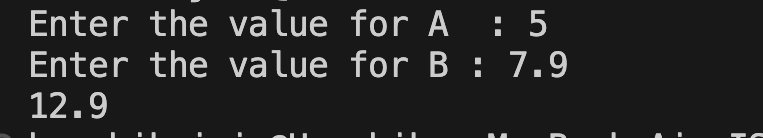 Enter the value for A  : 5
Enter the value for B : 7.9
12.9